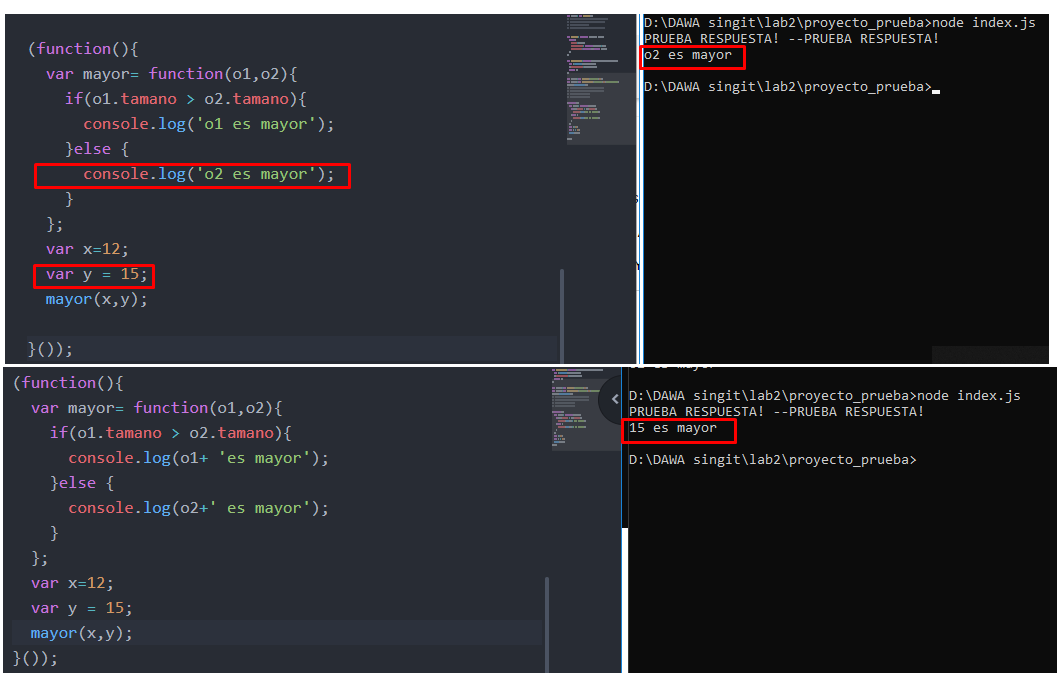 (function(){
var mayor= function(o1,o2){
if(o1.tamano > o2.tamano){
console.log('o1 es mayor');
}else {
console.log('o2 es mayor');
}
};
var x=12;
var y = 15;
mayor(x,y);
}());
D:\DAWA singit\lab2\proyecto_prueba>node index.js
PRUEBA RESPUESTA! --PRUEBA RESPUESTA!
o2 es mayor
D:\DAWA singit\lab2\proyecto_prueba>
(function(){
var mayor= function(o1,o2){
if(o1.tamano > o2.tamano){
console.log(o1+ 'es mayor');
}else {
console.log(o2+' es mayor');
}
};
var x=12;
var y = 15;
mayor(x,y);
}());
D:\DAWA singit\lab2\proyecto_prueba>node index.js
PRUEBA RESPUESTA! --PRUEBA RESPUESTA!
15 es mayor
D:\DAWA singit\lab2\proyecto_prueba>